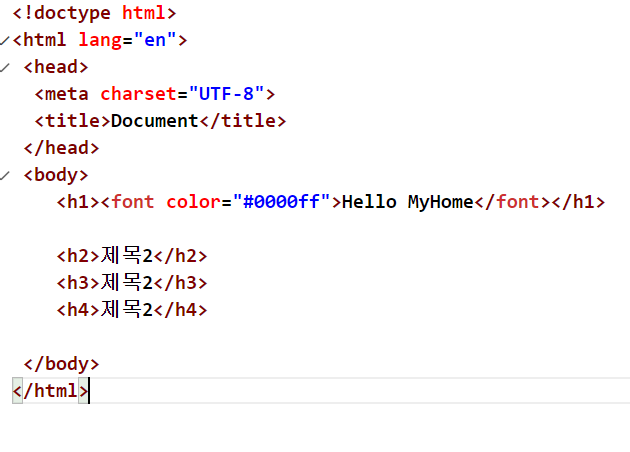 <!doctype html>
<html lang="en">
<head>
<meta charset="UTF-8">
<title>Document</title>
</head>
<body>
<h1><font color="#0000ff">Hello MyHome</font></h1>
<h2>제목2</h2>
<h3>제목2</h3>
<h4>제목2</h4>
</body>
</html>